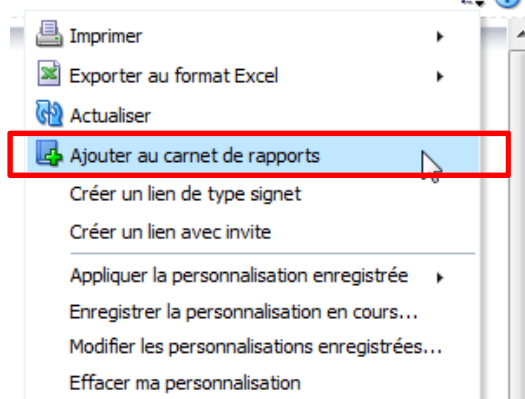 Imprimer
Exporter au format Excel
Actualiser
Ajouter au carnet de rapports
Créer un lien de type signet
Créer un lien avec invite
Appliquer la personnalisation enregistrée
Enregistrer la personnalisation en cours...
Modifier les personnalisations enregistrées...
Effacer ma personnalisation